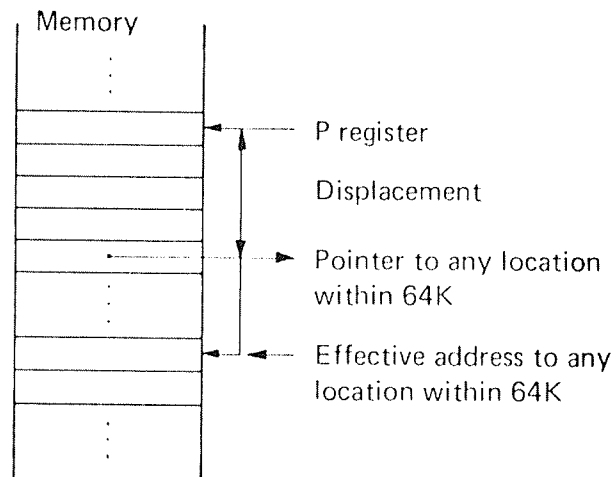 Memory
P register
Displacement
Pointer to any location
within 64K
Effective address to any
location within 64K